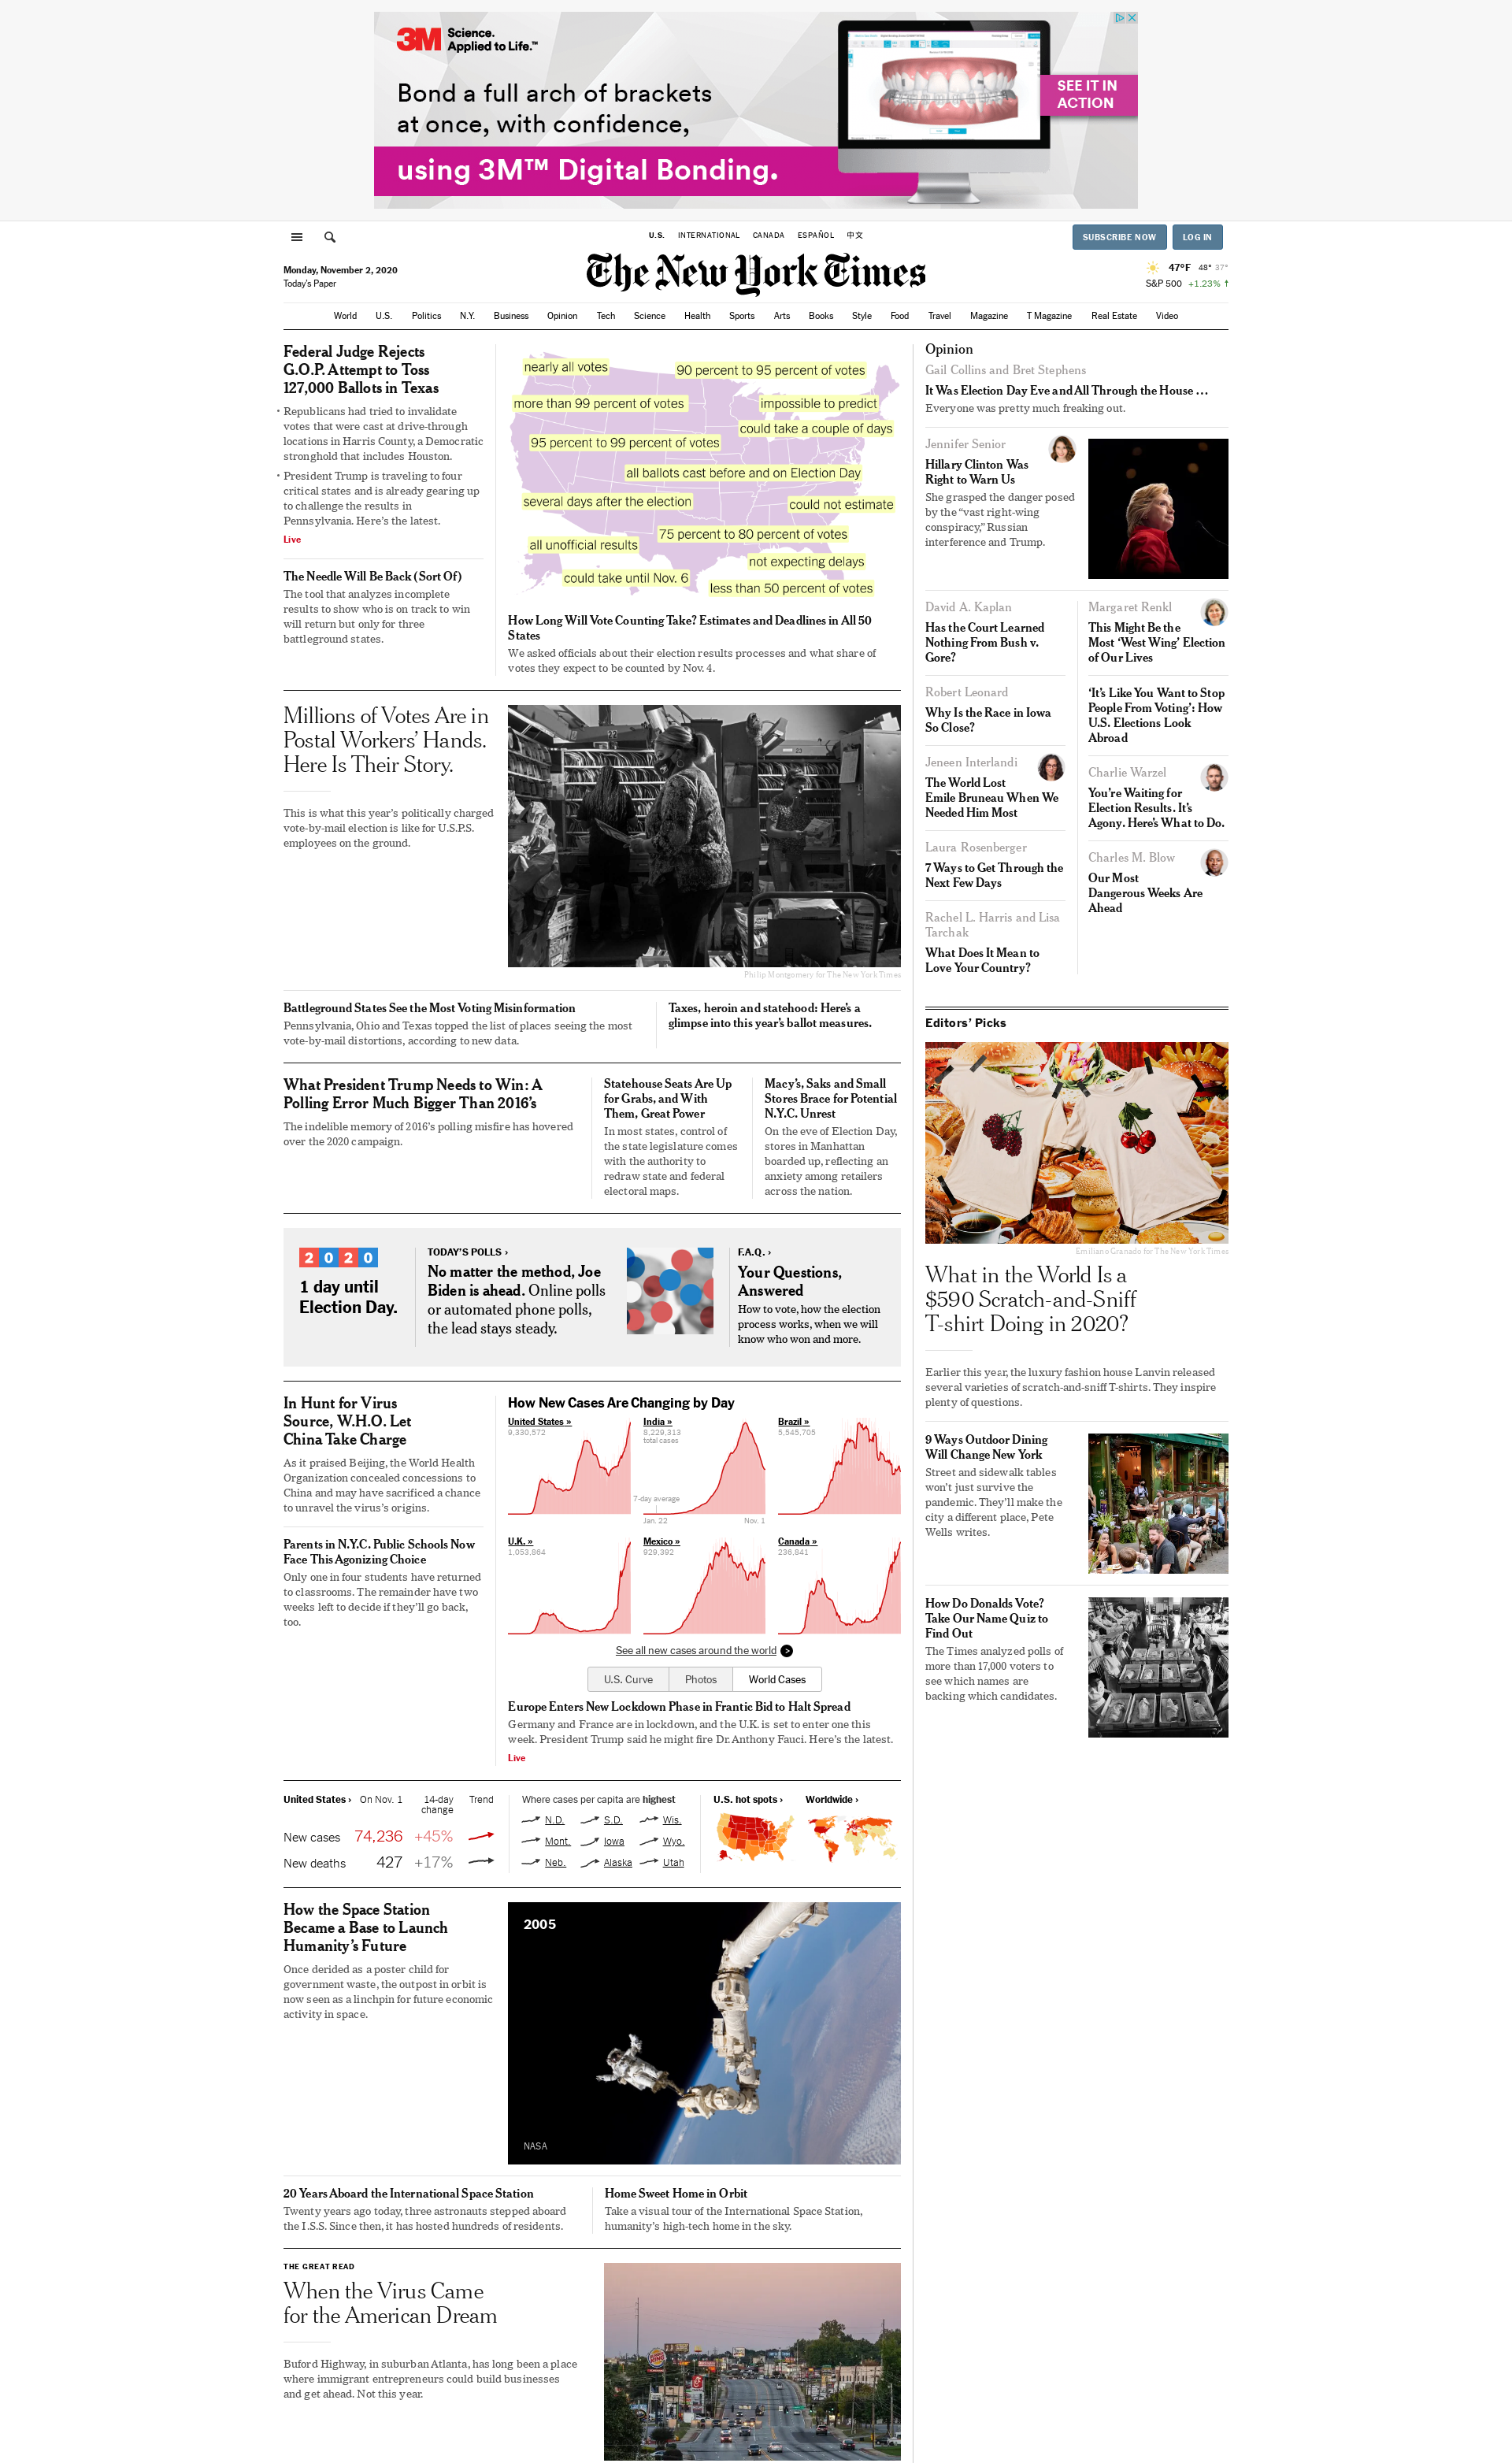 3M Science.
Applied to Life.™
Bond a full arch of brackets
at once, with confidence,
using 3M™ Digital Bonding.
SEE IT IN
ACTION
U.S. INTERNATIONAL CANADA ESPAÑOL 中文
SUBSCRIBE NOW LOG IN
Monday, November 2, 2020
Today's Paper
The New York Times
47°F 48° 37°
S&P 500 +1.23% ↑
World U.S. Politics N.Y. Business Opinion Tech Science Health Sports Arts Books Style Food Travel Magazine T Magazine Real Estate Video
Federal Judge Rejects
G.O.P. Attempt to Toss
127,000 Ballots in Texas
• Republicans had tried to invalidate
votes that were cast at drive-through
locations in Harris County, a Democratic
stronghold that includes Houston.
• President Trump is traveling to four
critical states and is already gearing up
to challenge the results in
Pennsylvania. Here's the latest.
Live
The Needle Will Be Back (Sort Of)
The tool that analyzes incomplete
results to show who is on track to win
will return but only for three
battleground states.
nearly all votes
90 percent to 95 percent of votes
more than 99 percent of votes
impossible to predict
could take a couple of days
95 percent to 99 percent of votes
all ballots cast before and on Election Day
several days after the election
could not estimate
75 percent to 80 percent of votes
all unofficial results
not expecting delays
could take until Nov. 6
less than 50 percent of votes
How Long Will Vote Counting Take? Estimates and Deadlines in All 50
States
We asked officials about their election results processes and what share of
votes they expect to be counted by Nov. 4.
Millions of Votes Are in
Postal Workers' Hands.
Here Is Their Story.
This is what this year's politically charged
vote-by-mail election is like for U.S.P.S.
employees on the ground.
Philip Montgomery for The New York Times
Battleground States See the Most Voting Misinformation
Pennsylvania, Ohio and Texas topped the list of places seeing the most
vote-by-mail distortions, according to new data.
Taxes, heroin and statehood: Here's a
glimpse into this year's ballot measures.
What President Trump Needs to Win: A
Polling Error Much Bigger Than 2016's
The indelible memory of 2016's polling misfire has hovered
over the 2020 campaign.
Statehouse Seats Are Up
for Grabs, and With
Them, Great Power
In most states, control of
the state legislature comes
with the authority to
redraw state and federal
electoral maps.
Macy's, Saks and Small
Stores Brace for Potential
N.Y.C. Unrest
On the eve of Election Day,
stores in Manhattan
boarded up, reflecting an
anxiety among retailers
across the nation.
2020
1 day until
Election Day.
TODAY'S POLLS ›
No matter the method, Joe
Biden is ahead. Online polls
or automated phone polls,
the lead stays steady.
F.A.Q. ›
Your Questions,
Answered
How to vote, how the election
process works, when we will
know who won and more.
In Hunt for Virus
Source, W.H.O. Let
China Take Charge
As it praised Beijing, the World Health
Organization concealed concessions to
China and may have sacrificed a chance
to unravel the virus's origins.
Parents in N.Y.C. Public Schools Now
Face This Agonizing Choice
Only one in four students have returned
to classrooms. The remainder have two
weeks left to decide if they'll go back,
too.
How New Cases Are Changing by Day
United States »
9,330,572
India »
8,229,313
total cases
Brazil »
5,545,705
7-day average
Jan. 22 Nov. 1
U.K. »
1,053,864
Mexico »
929,392
Canada »
236,841
See all new cases around the world >
U.S. Curve Photos World Cases
Europe Enters New Lockdown Phase in Frantic Bid to Halt Spread
Germany and France are in lockdown, and the U.K. is set to enter one this
week. President Trump said he might fire Dr. Anthony Fauci. Here's the latest.
Live
United States › On Nov. 1 14-day
change Trend
New cases 74,236 +45%
New deaths 427 +17%
Where cases per capita are highest
N.D. S.D. Wis.
Mont. Iowa Wyo.
Neb. Alaska Utah
U.S. hot spots › Worldwide ›
How the Space Station
Became a Base to Launch
Humanity's Future
Once derided as a poster child for
government waste, the outpost in orbit is
now seen as a linchpin for future economic
activity in space.
2005
NASA
20 Years Aboard the International Space Station
Twenty years ago today, three astronauts stepped aboard
the I.S.S. Since then, it has hosted hundreds of residents.
Home Sweet Home in Orbit
Take a visual tour of the International Space Station,
humanity's high-tech home in the sky.
THE GREAT READ
When the Virus Came
for the American Dream
Buford Highway, in suburban Atlanta, has long been a place
where immigrant entrepreneurs could build businesses
and get ahead. Not this year.
Opinion
Gail Collins and Bret Stephens
It Was Election Day Eve and All Through the House …
Everyone was pretty much freaking out.
Jennifer Senior
Hillary Clinton Was
Right to Warn Us
She grasped the danger posed
by the “vast right-wing
conspiracy,” Russian
interference and Trump.
David A. Kaplan
Has the Court Learned
Nothing From Bush v.
Gore?
Robert Leonard
Why Is the Race in Iowa
So Close?
Jeneen Interlandi
The World Lost
Emile Bruneau When We
Needed Him Most
Laura Rosenberger
7 Ways to Get Through the
Next Few Days
Rachel L. Harris and Lisa
Tarchak
What Does It Mean to
Love Your Country?
Margaret Renkl
This Might Be the
Most ‘West Wing’ Election
of Our Lives
‘It's Like You Want to Stop
People From Voting’: How
U.S. Elections Look
Abroad
Charlie Warzel
You're Waiting for
Election Results. It's
Agony. Here's What to Do.
Charles M. Blow
Our Most
Dangerous Weeks Are
Ahead
Editors’ Picks
Emiliano Granado for The New York Times
What in the World Is a
$590 Scratch-and-Sniff
T-shirt Doing in 2020?
Earlier this year, the luxury fashion house Lanvin released
several varieties of scratch-and-sniff T-shirts. They inspire
plenty of questions.
9 Ways Outdoor Dining
Will Change New York
Street and sidewalk tables
won't just survive the
pandemic. They'll make the
city a different place, Pete
Wells writes.
How Do Donalds Vote?
Take Our Name Quiz to
Find Out
The Times analyzed polls of
more than 17,000 voters to
see which names are
backing which candidates.